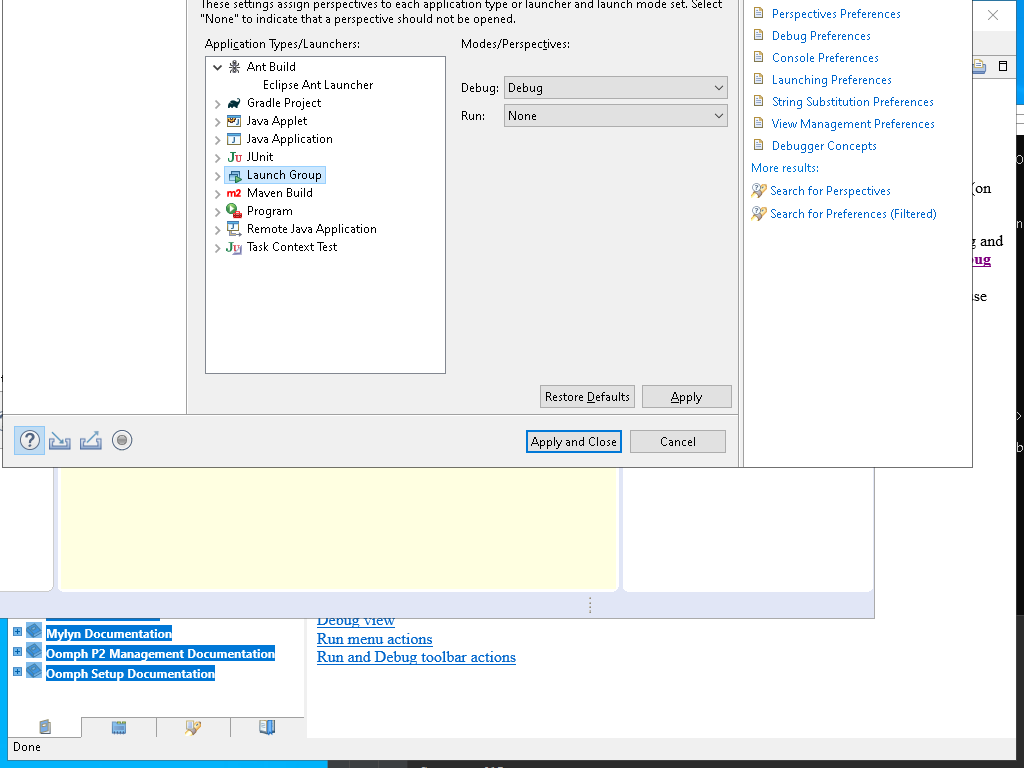 These settings assign perspectives to each application type or launcher and launch mode set. Select
"None" to indicate that a perspective should not be opened.
Application Types/Launchers:
Modes/Perspectives:
Ant Build
Eclipse Ant Launcher
Gradle Project
Java Applet
Java Application
JUnit
Launch Group
Maven Build
Program
Remote Java Application
Task Context Test
Debug: Debug
Run: None
Restore Defaults
Apply
Apply and Close
Cancel
Perspectives Preferences
Debug Preferences
Console Preferences
Launching Preferences
String Substitution Preferences
View Management Preferences
Debugger Concepts
More results:
Search for Perspectives
Search for Preferences (Filtered)
(on
g and
ug
se
Mylyn Documentation
Oomph P2 Management Documentation
Oomph Setup Documentation
Debug view
Run menu actions
Run and Debug toolbar actions
Done